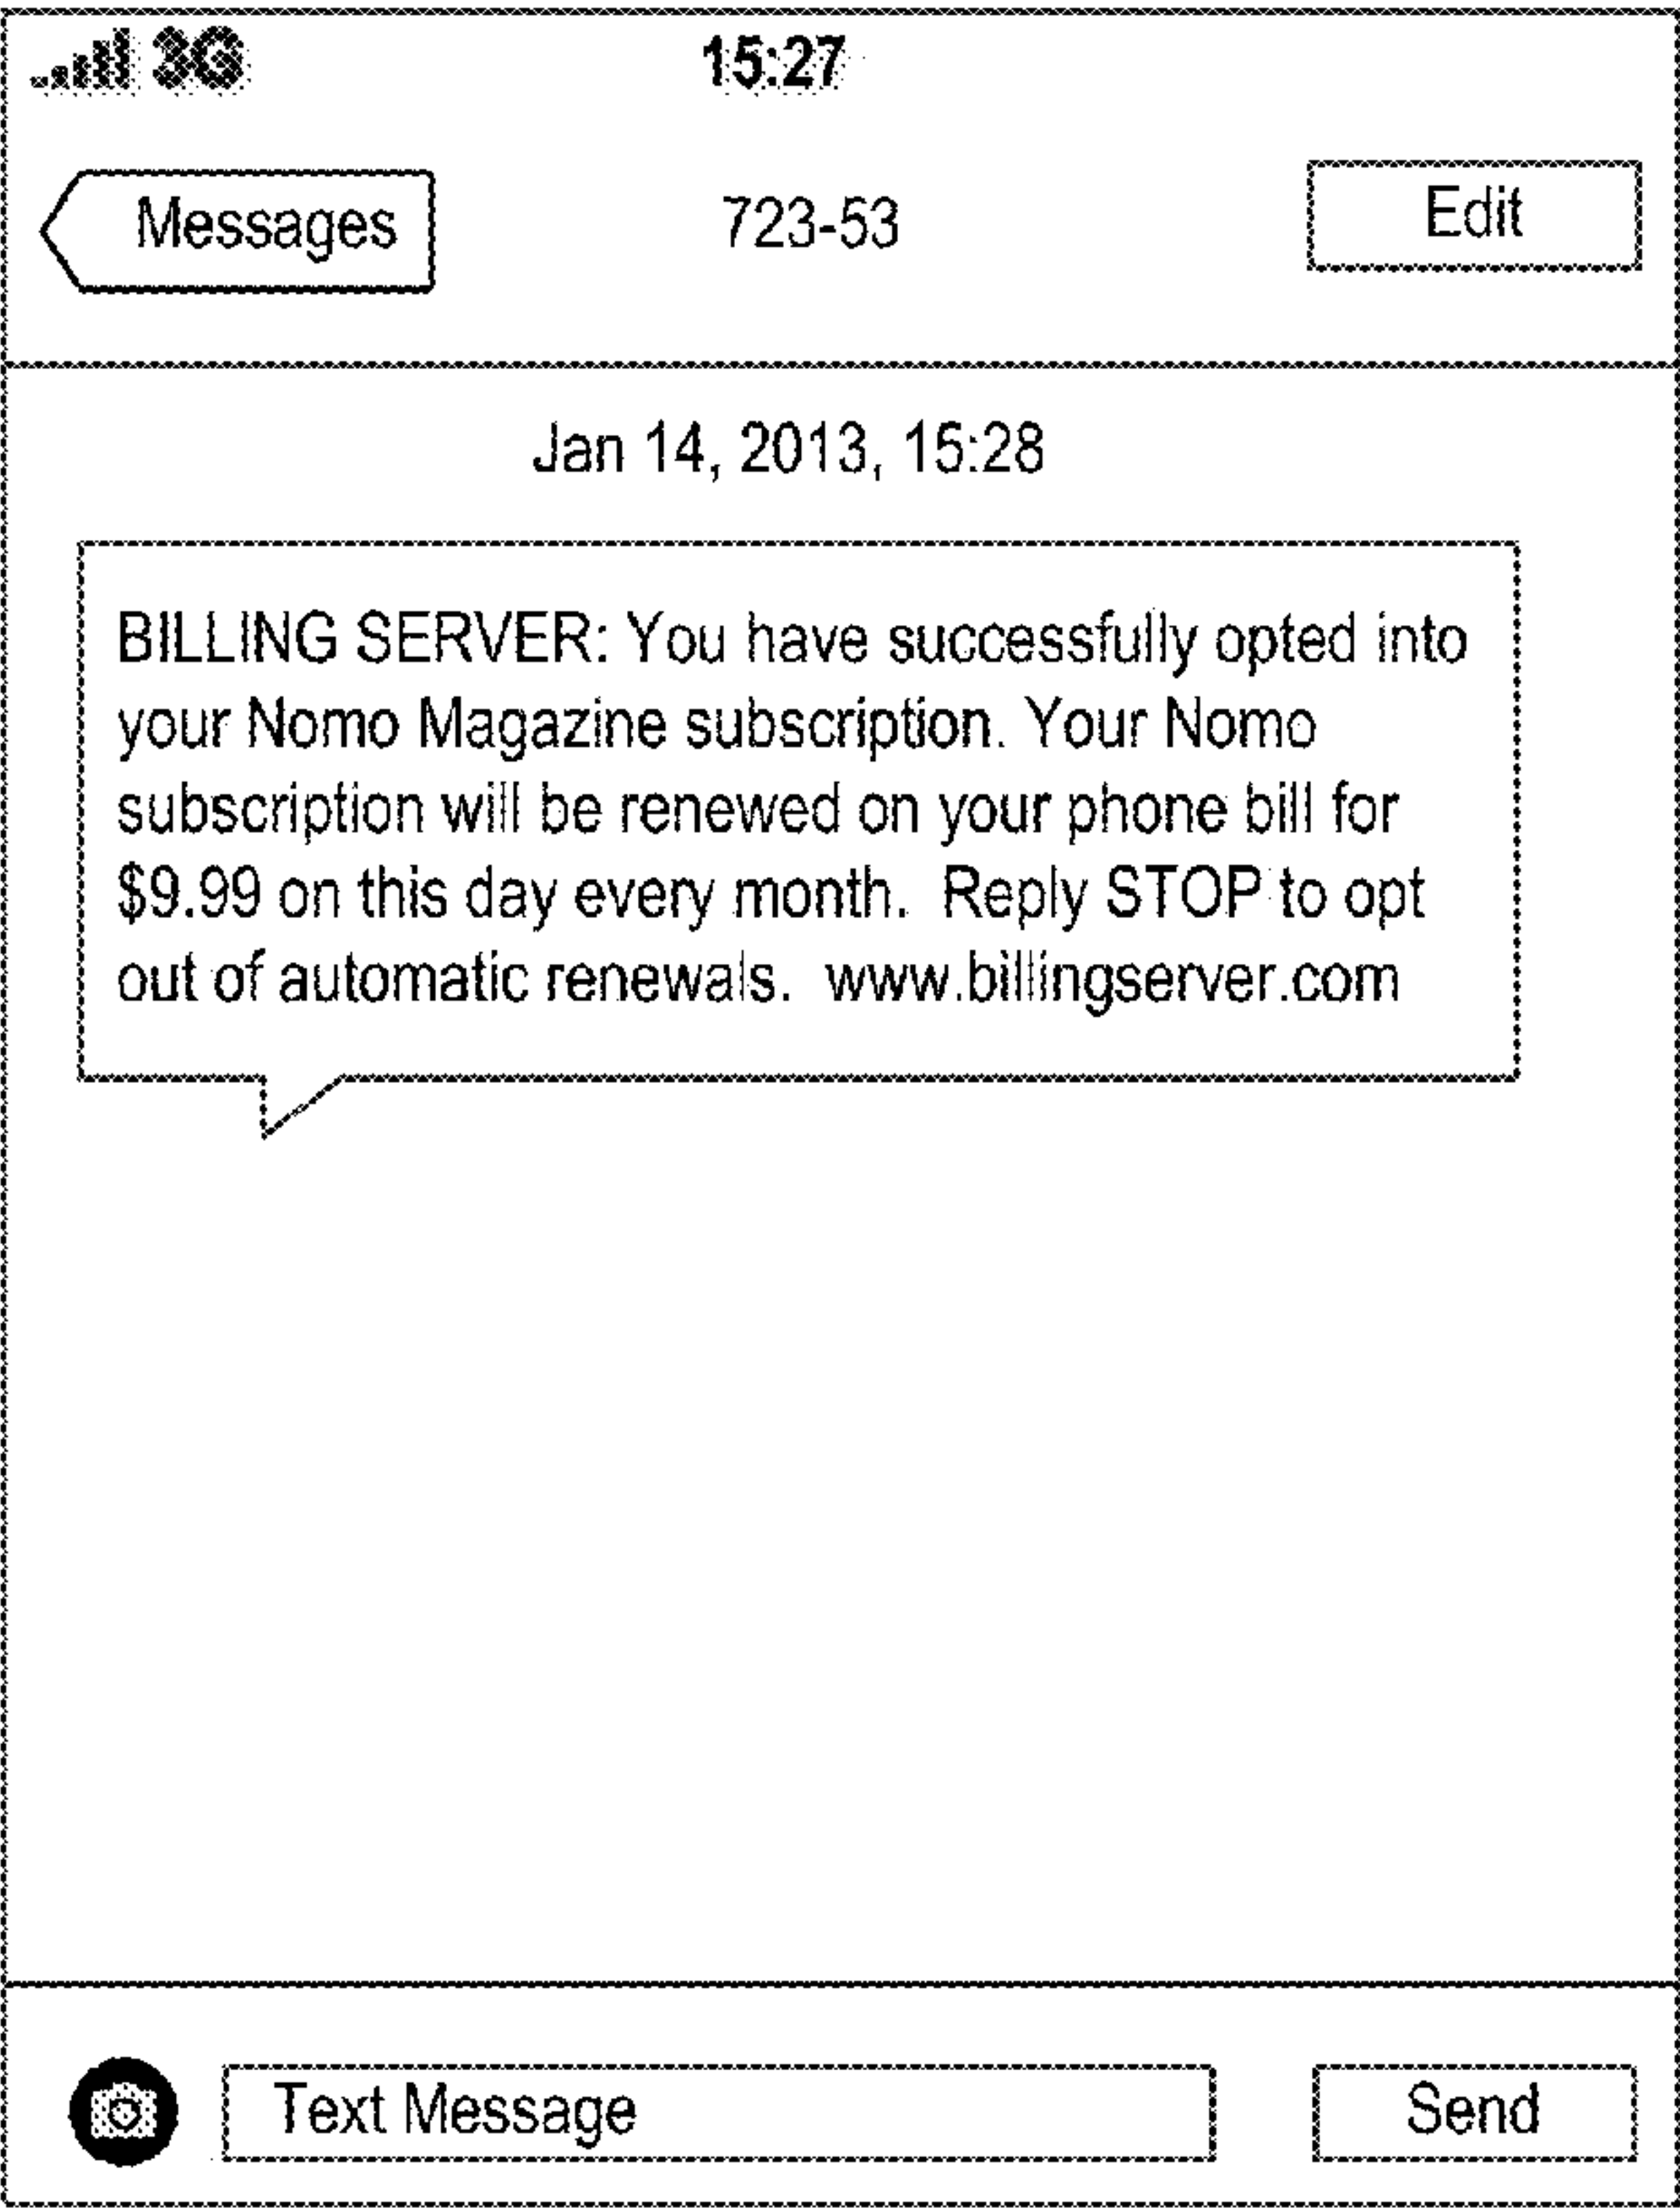 3G 15:27
Messages 723-53 Edit
Jan 14, 2013, 15:28
BILLING SERVER: You have successfully opted into
your Nomo Magazine subscription. Your Nomo
subscription will be renewed on your phone bill for
$9.99 on this day every month. Reply STOP to opt
out of automatic renewals. www.billingserver.com
Text Message Send